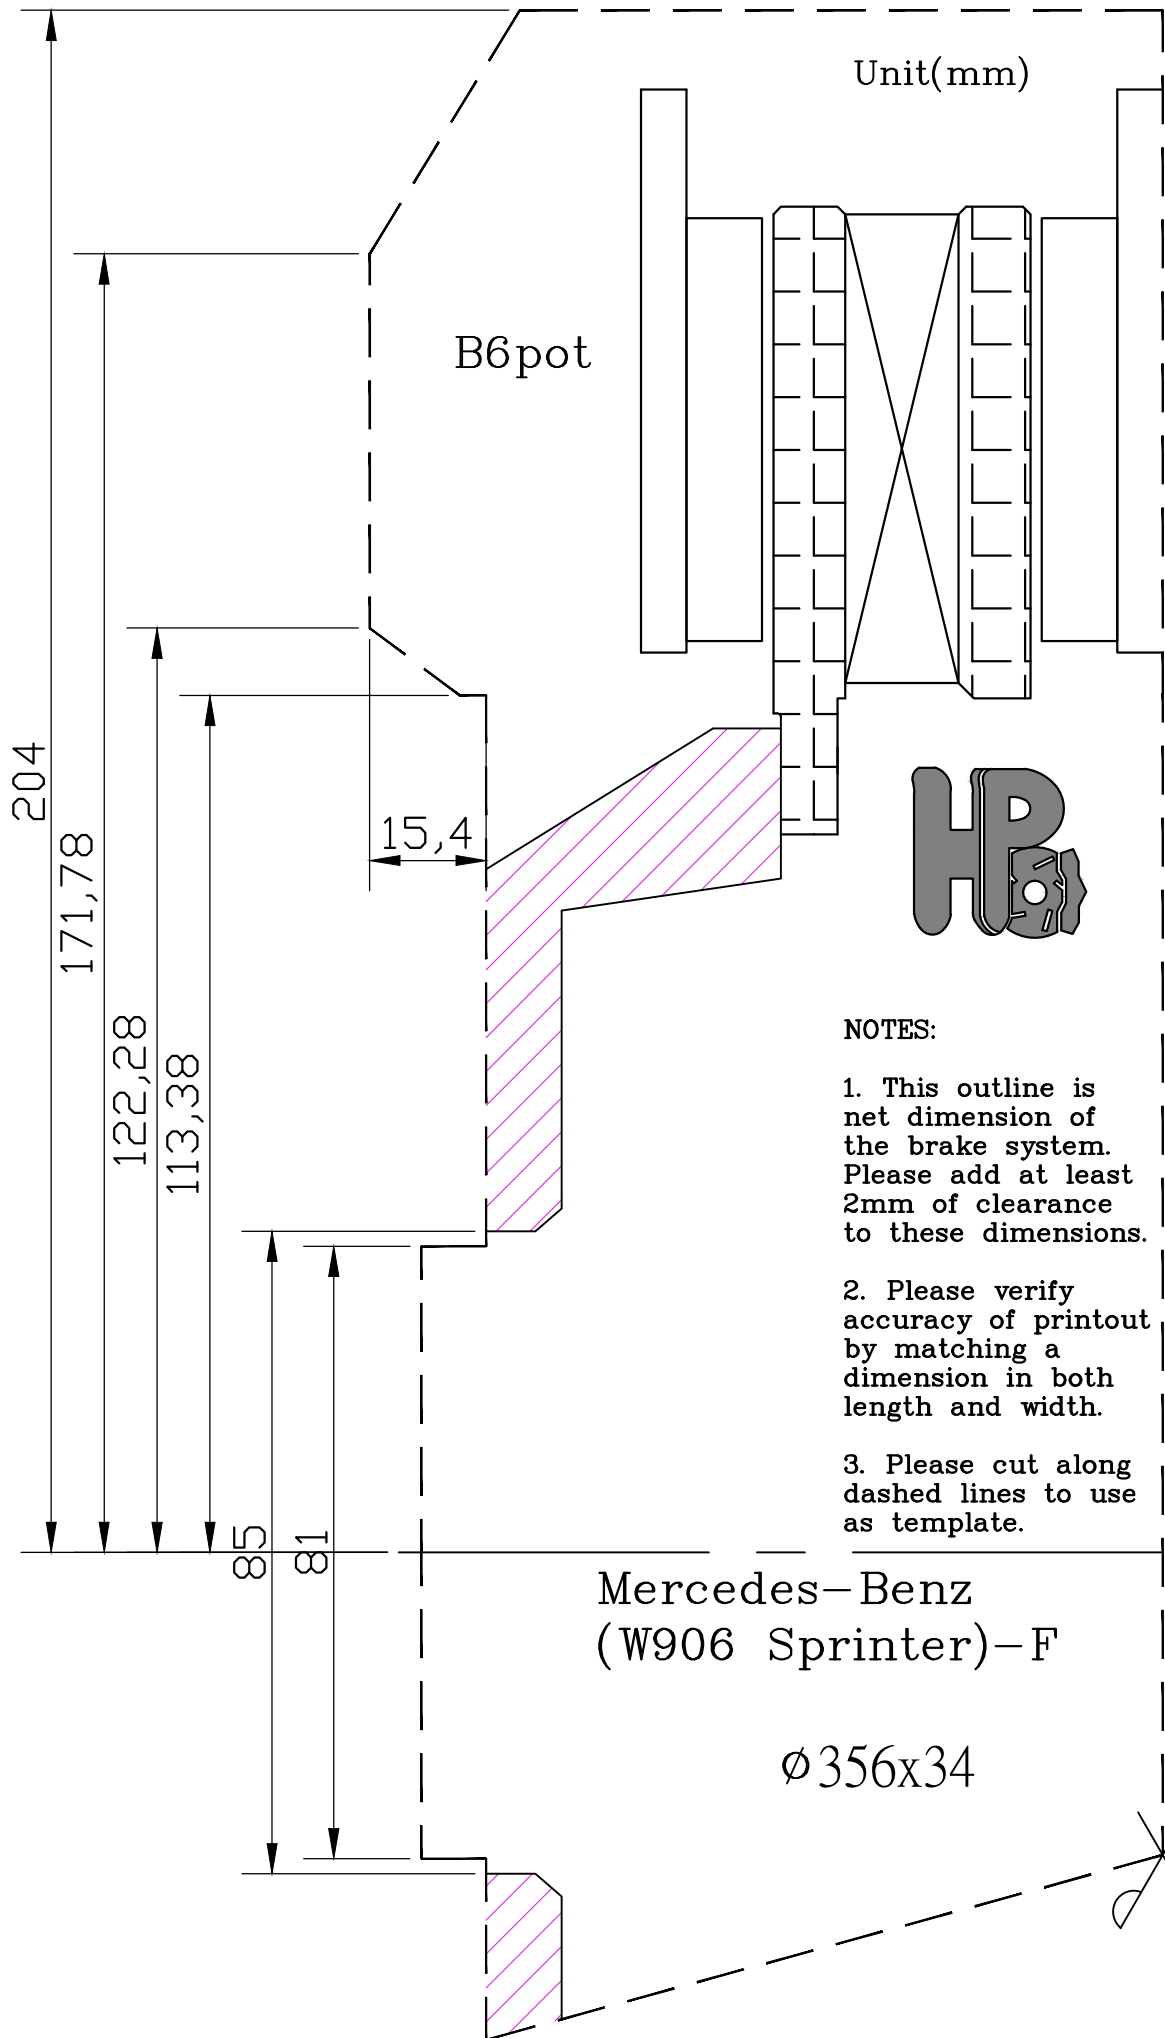 Unit(mm)
B6pot
204
171,78
122,28
113,38
15,4
85
81
HP
NOTES:
1. This outline is
net dimension of
the brake system.
Please add at least
2mm of clearance
to these dimensions.
2. Please verify
accuracy of printout
by matching a
dimension in both
length and width.
3. Please cut along
dashed lines to use
as template.
Mercedes-Benz
(W906 Sprinter)-F
Ø356x34